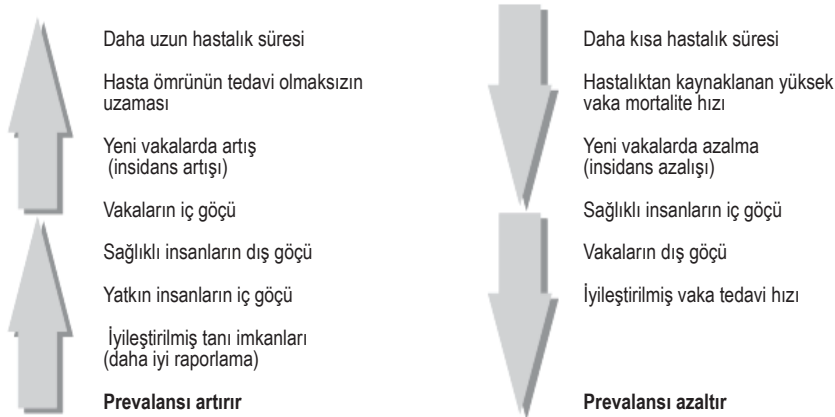 Daha uzun hastalık süresi
Hasta ömrünün tedavi olmaksızın
uzaması
Yeni vakalarda artış
(insidans artışı)
Vakaların iç göçü
Sağlıklı insanların dış göçü
Yatkın insanların iç göçü
İyileştirilmiş tanı imkanları
(daha iyi raporlama)
Prevalansı artırır
Daha kısa hastalık süresi
Hastalıktan kaynaklanan yüksek
vaka mortalite hızı
Yeni vakalarda azalma
(insidans azalışı)
Sağlıklı insanların iç göçü
Vakaların dış göçü
İyileştirilmiş vaka tedavi hızı
Prevalansı azaltır